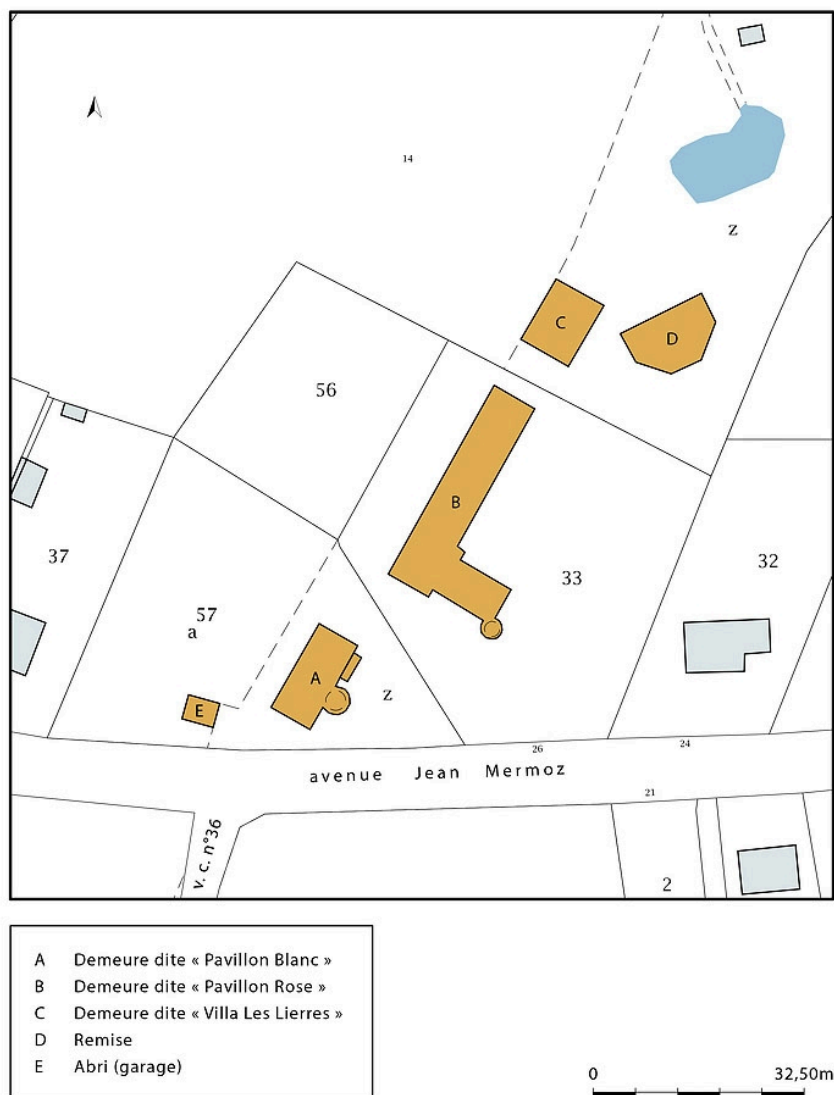 14
z
C
D
56
B
37
33
32
57
a
A
z
E
26
24
avenue Jean Mermoz
21
v. c. n°36
2
A Demeure dite « Pavillon Blanc »
B Demeure dite « Pavillon Rose »
C Demeure dite « Villa Les Lierres »
D Remise
E Abri (garage)
0 32,50m